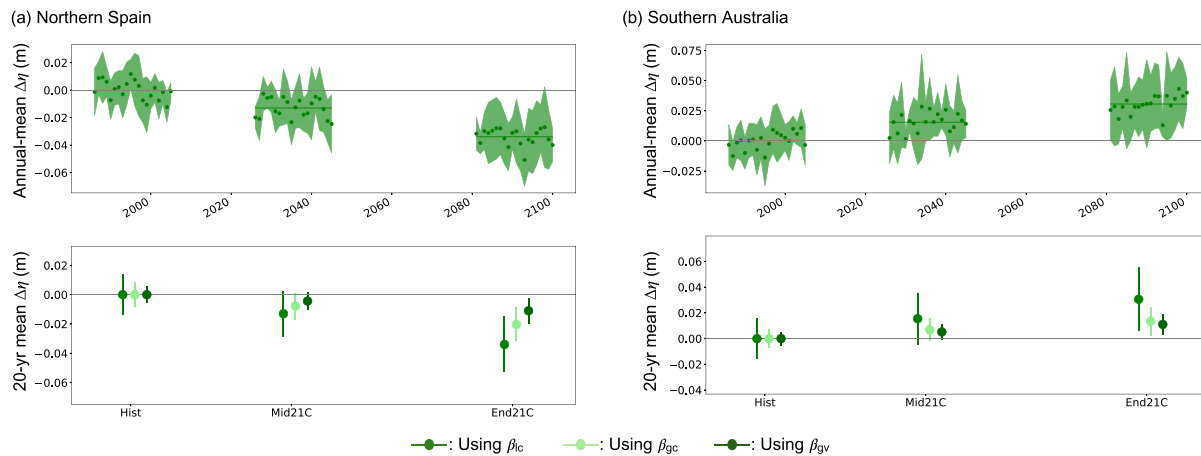 (a) Northern Spain
Annual-mean Δη (m)
0.02
0.00
−0.02
−0.04
−0.06
2000
2020
2040
2060
2080
2100
20-yr mean Δη (m)
0.02
0.00
−0.02
−0.04
−0.06
Hist
Mid21C
End21C
(b) Southern Australia
Annual-mean Δη (m)
0.075
0.050
0.025
0.000
−0.025
2000
2020
2040
2060
2080
2100
20-yr mean Δη (m)
0.06
0.04
0.02
0.00
−0.02
−0.04
Hist
Mid21C
End21C
: Using βlc
: Using βgc
: Using βgv